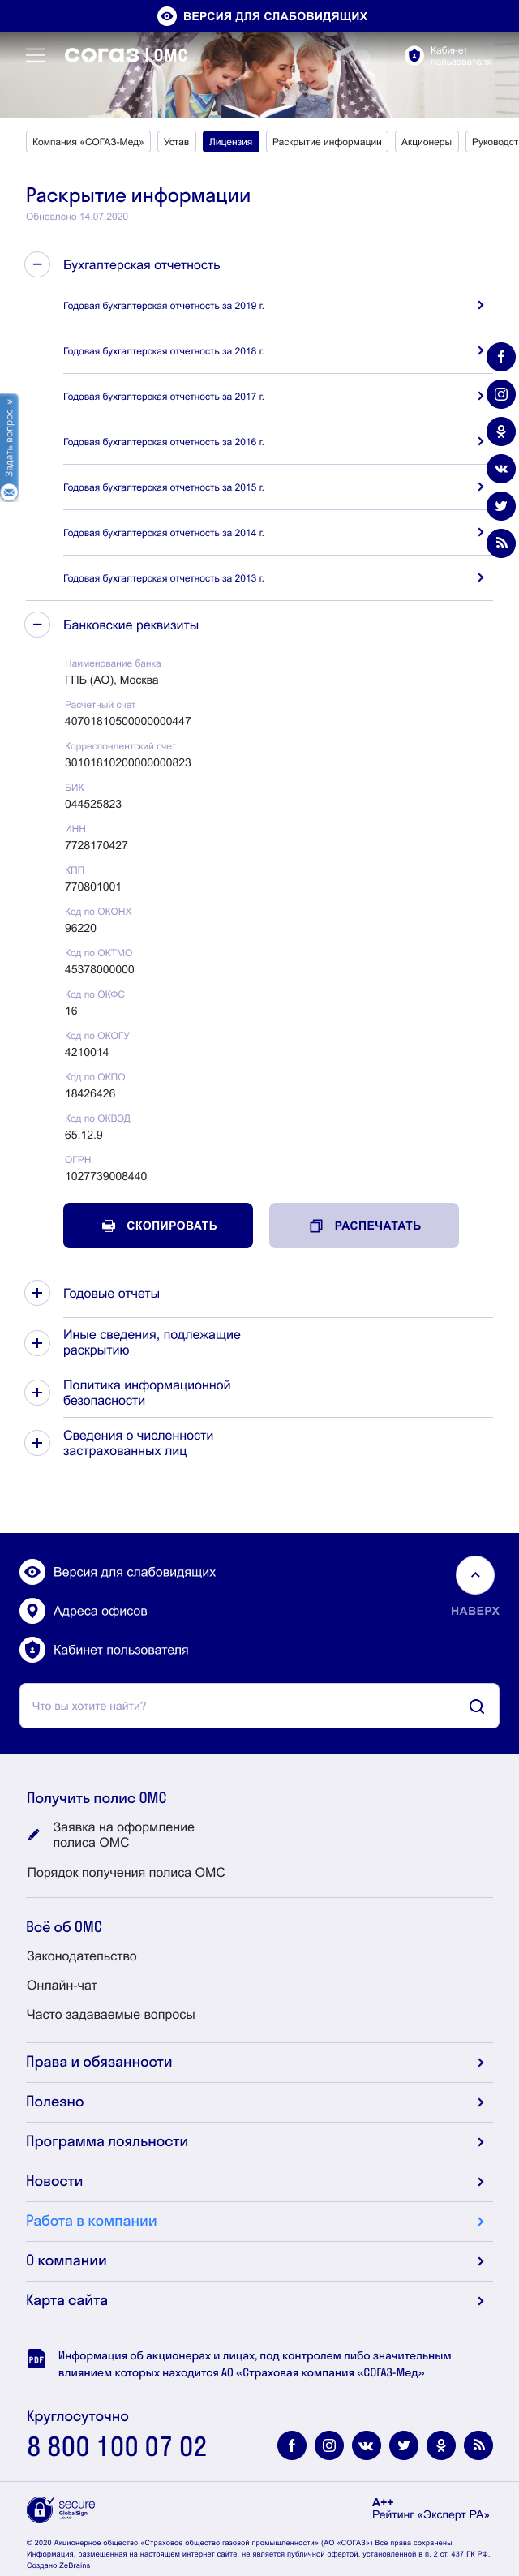 ВЕРСИЯ ДЛЯ СЛАБОВИДЯЩИХ
согаз | ОМС
Кабинет
пользователя
Компания «СОГАЗ-Мед»
Устав
Лицензия
Раскрытие информации
Акционеры
Руководст
Раскрытие информации
Обновлено 14.07.2020
Бухгалтерская отчетность
Годовая бухгалтерская отчетность за 2019 г.
Годовая бухгалтерская отчетность за 2018 г.
Годовая бухгалтерская отчетность за 2017 г.
Задать вопрос
Годовая бухгалтерская отчетность за 2016 г.
Годовая бухгалтерская отчетность за 2015 г.
Годовая бухгалтерская отчетность за 2014 г.
Годовая бухгалтерская отчетность за 2013 г.
Банковские реквизиты
Наименование банка
ГПБ (АО), Москва
Расчетный счет
40701810500000000447
Корреспондентский счет
30101810200000000823
БИК
044525823
ИНН
7728170427
КПП
770801001
Код по ОКОНХ
96220
Код по ОКТМО
45378000000
Код по ОКФС
16
Код по ОКОГУ
4210014
Код по ОКПО
18426426
Код по ОКВЭД
65.12.9
ОГРН
1027739008440
СКОПИРОВАТЬ
РАСПЕЧАТАТЬ
Годовые отчеты
Иные сведения, подлежащие
раскрытию
Политика информационной
безопасности
Сведения о численности
застрахованных лиц
Версия для слабовидящих
Адреса офисов
НАВЕРХ
Кабинет пользователя
Что вы хотите найти?
Получить полис ОМС
Заявка на оформление
полиса ОМС
Порядок получения полиса ОМС
Всё об ОМС
Законодательство
Онлайн-чат
Часто задаваемые вопросы
Права и обязанности
Полезно
Программа лояльности
Новости
Работа в компании
О компании
Карта сайта
PDF
Информация об акционерах и лицах, под контролем либо значительным
влиянием которых находится АО «Страховая компания «СОГАЗ-Мед»
Круглосуточно
8 800 100 07 02
secure
GlobalSign
A++
Рейтинг «Эксперт РА»
© 2020 Акционерное общество «Страховое общество газовой промышленности» (АО «СОГАЗ») Все права сохранены
Информация, размещенная на настоящем интернет сайте, не является публичной офертой, установленной в п. 2 ст. 437 ГК РФ.
Создано ZeBrains